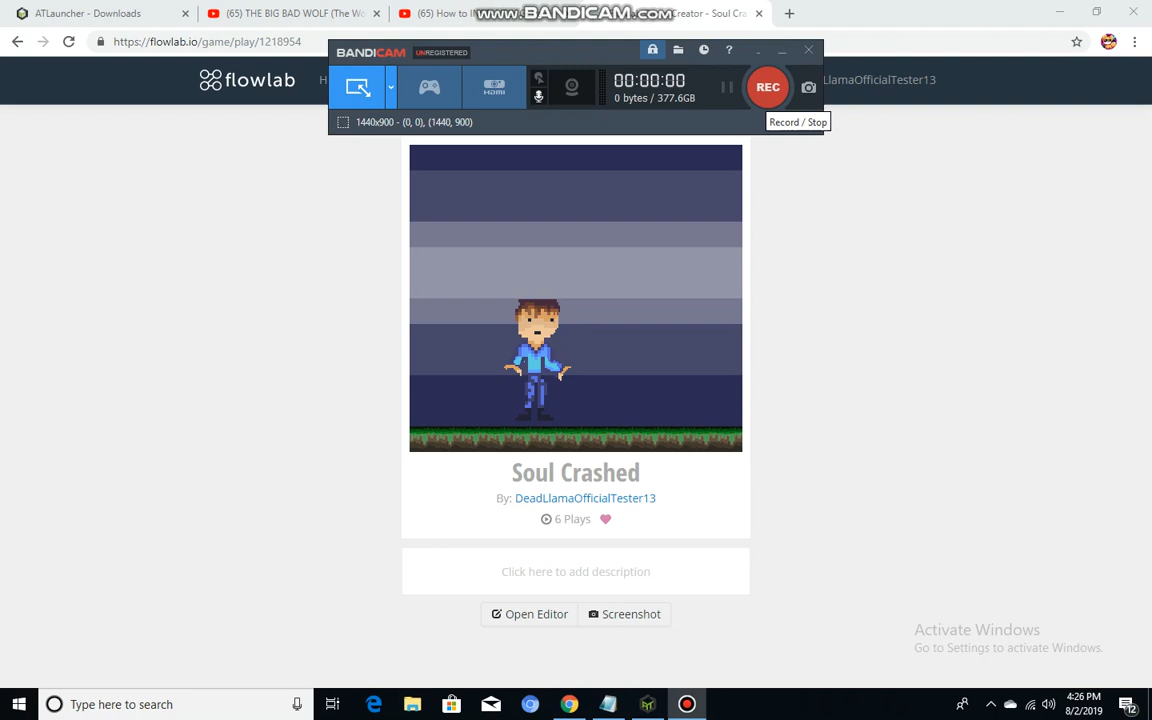 ATLauncher - Downloads
(65) THE BIG BAD WOLF (The Wo
(65) How to I
www.BANDICAM.com
Creator - Soul Cra
https://flowlab.io/game/play/1218954
BANDICAM UNREGISTERED
flowlab
H
HDMI
00:00:00
0 bytes / 377.6GB
REC
LlamaOfficialTester13
1440x900 - (0, 0), (1440, 900)
Record / Stop
Soul Crashed
By: DeadLlamaOfficialTester13
6 Plays
Click here to add description
Open Editor
Screenshot
Activate Windows
Go to Settings to activate Windows.
Type here to search
4:26 PM
8/2/2019
12